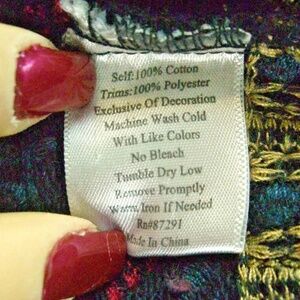 Self:100% Cotton
Trims:100% Polyester
Exclusive Of Decoration
Machine Wash Cold
With Like Colors
No Bleach
Tumble Dry Low
Remove Promptly
Warm Iron If Needed
Rn#87291
Made In China